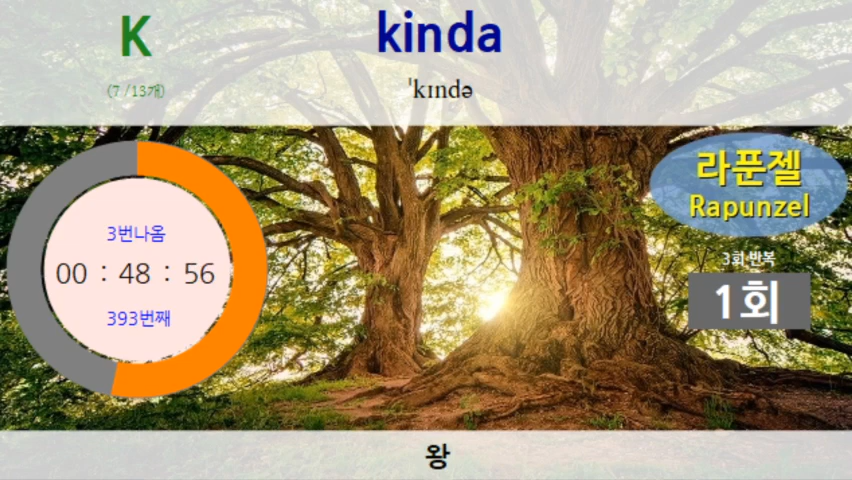 K
(7 /13개)
kinda
ˈkɪndə
3번나옴
00 : 48 : 56
393번째
라푼젤
Rapunzel
3회 반복
1회
왕